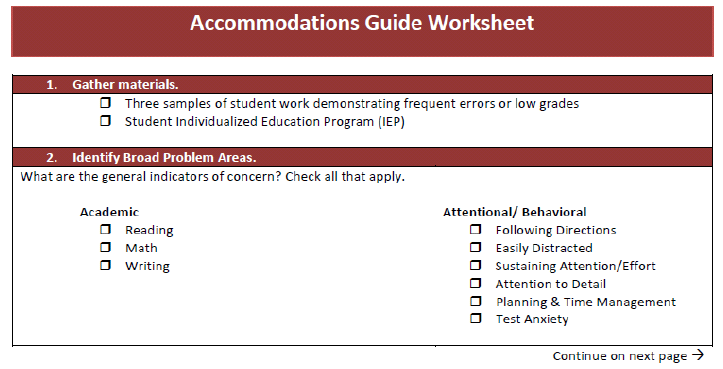 Accommodations Guide Worksheet
1. Gather materials.
❒ Three samples of student work demonstrating frequent errors or low grades
❒ Student Individualized Education Program (IEP)
2. Identify Broad Problem Areas.
What are the general indicators of concern? Check all that apply.
Academic
❒ Reading
❒ Math
❒ Writing
Attentional/ Behavioral
❒ Following Directions
❒ Easily Distracted
❒ Sustaining Attention/Effort
❒ Attention to Detail
❒ Planning & Time Management
❒ Test Anxiety
Continue on next page →